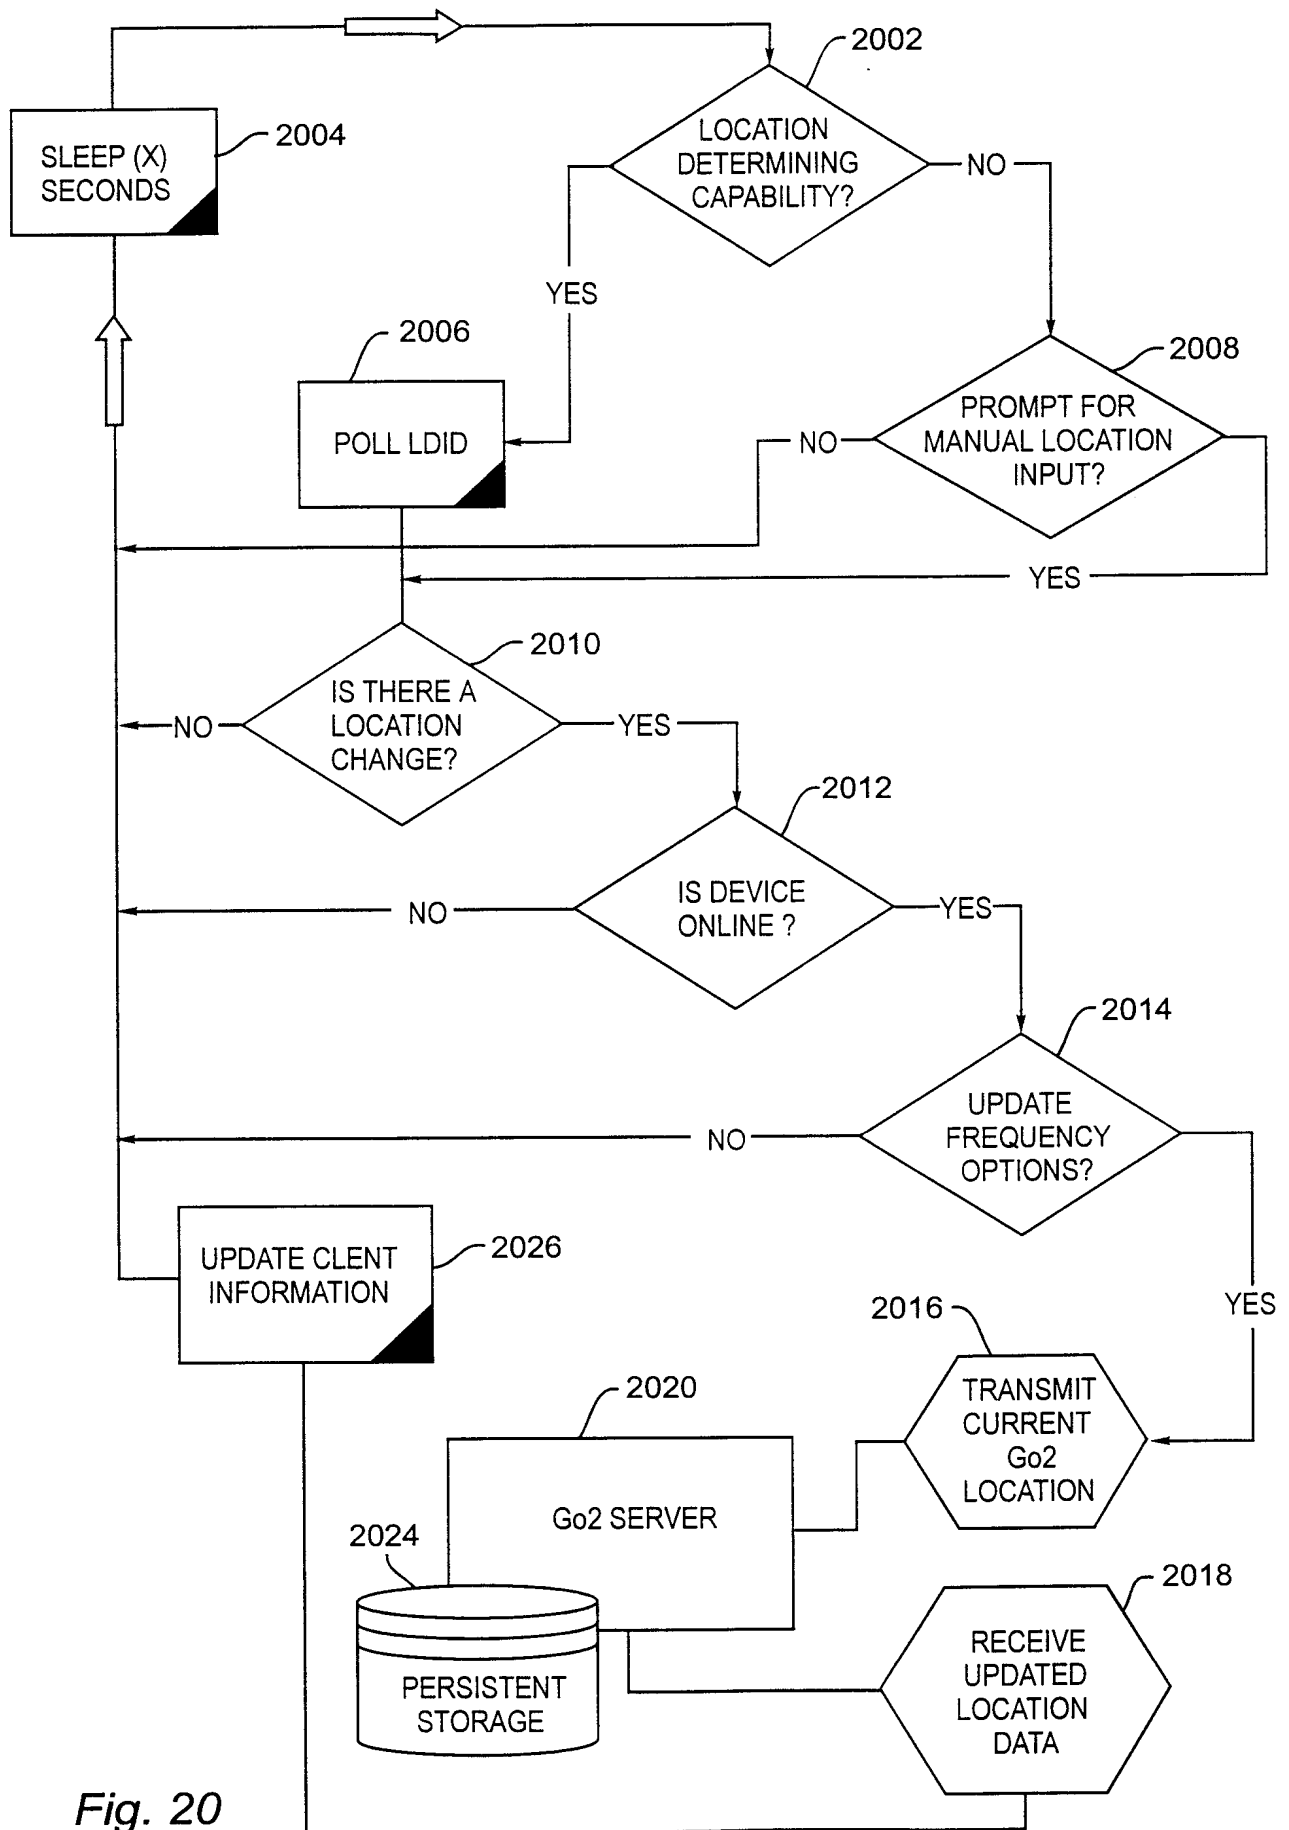 2002
LOCATION
DETERMINING
CAPABILITY?
NO
2004
SLEEP (X)
SECONDS
YES
2006
POLL LDID
2008
PROMPT FOR
MANUAL LOCATION
INPUT?
NO
YES
2010
IS THERE A
LOCATION
CHANGE?
NO
YES
2012
IS DEVICE
ONLINE ?
NO
YES
2014
UPDATE
FREQUENCY
OPTIONS?
NO
YES
2026
UPDATE CLENT
INFORMATION
2016
TRANSMIT
CURRENT
Go2
LOCATION
2020
Go2 SERVER
2024
PERSISTENT
STORAGE
2018
RECEIVE
UPDATED
LOCATION
DATA
Fig. 20